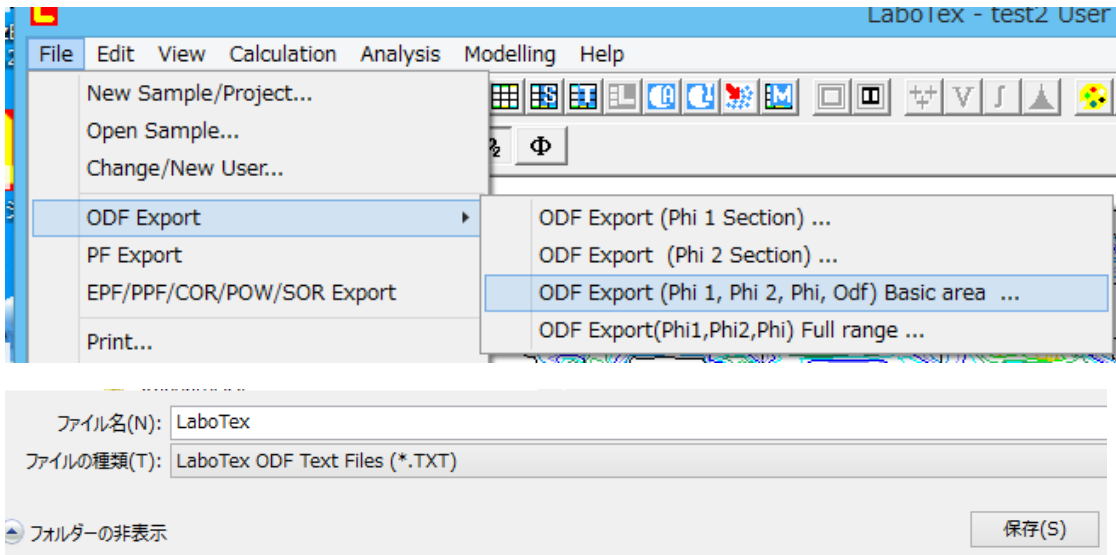 LaboTex - test2 User
File Edit View Calculation Analysis Modelling Help
New Sample/Project...
Open Sample...
Change/New User...
Φ
ODF Export
ODF Export (Phi 1 Section) ...
PF Export
ODF Export (Phi 2 Section) ...
EPF/PPF/COR/POW/SOR Export
ODF Export (Phi 1, Phi 2, Phi, Odf) Basic area ...
Print...
ODF Export(Phi1,Phi2,Phi) Full range ...
ファイル名(N): LaboTex
ファイルの種類(T): LaboTex ODF Text Files (*.TXT)
フォルダーの非表示
保存(S)